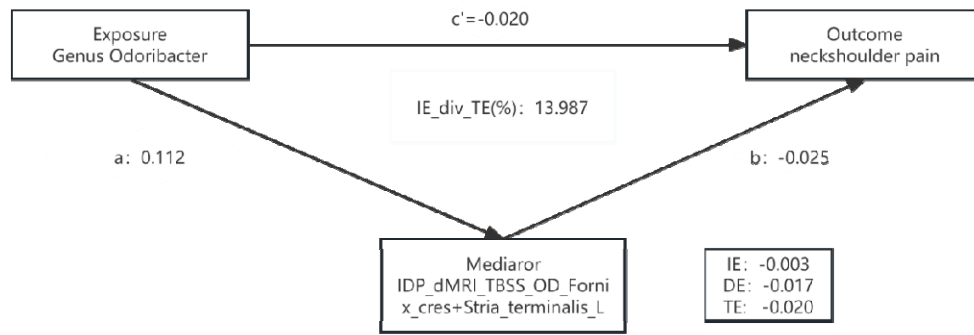 c'=-0.020
Exposure
Genus Odoribacter
Outcome
neckshoulder pain
IE_div_TE(%): 13.987
a: 0.112
b: -0.025
Mediaror
IDP_dMRI_TBSS_OD_Forni
x_cres+Stria_terminalis_L
IE: -0.003
DE: -0.017
TE: -0.020